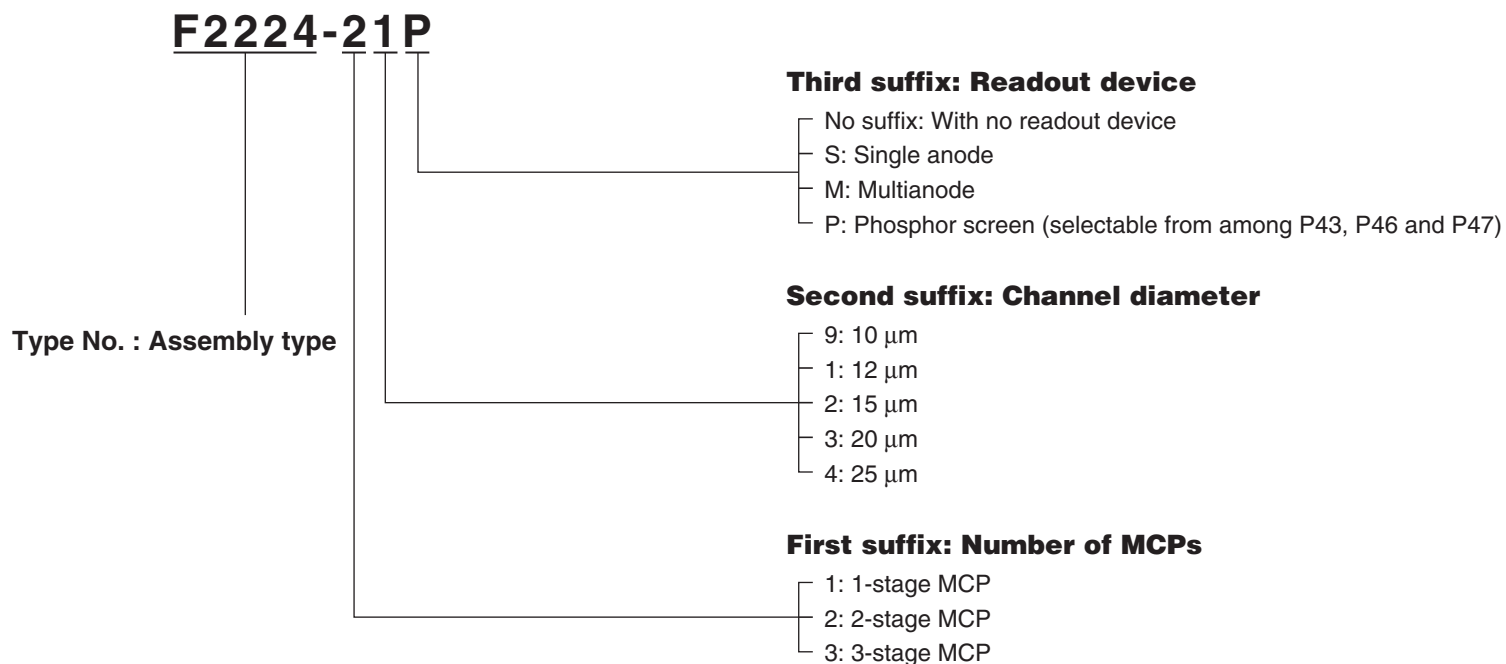 F2224-21P
Third suffix: Readout device
No suffix: With no readout device
S: Single anode
M: Multianode
P: Phosphor screen (selectable from among P43, P46 and P47)
Second suffix: Channel diameter
9: 10 μm
1: 12 μm
2: 15 μm
3: 20 μm
4: 25 μm
Type No. : Assembly type
First suffix: Number of MCPs
1: 1-stage MCP
2: 2-stage MCP
3: 3-stage MCP